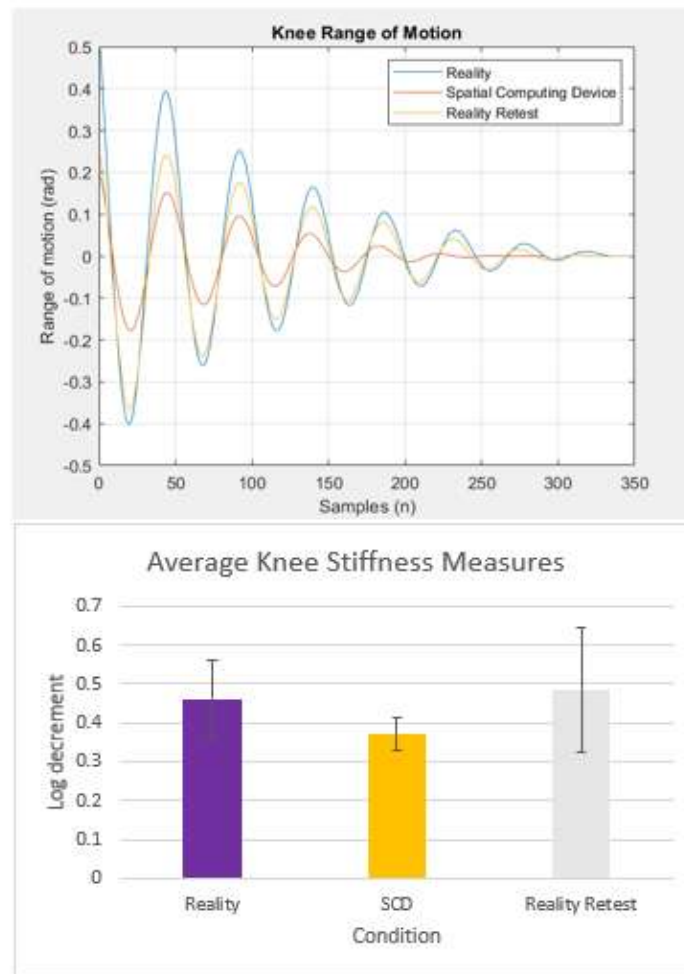 Knee Range of Motion
0.5
0.4
0.3
0.2
0.1
0
-0.1
-0.2
-0.3
-0.4
-0.5
Range of motion (rad)
Reality
Spatial Computing Device
Reality Retest
0 50 100 150 200 250 300 350
Samples (n)
Average Knee Stiffness Measures
0.7
0.6
0.5
0.4
0.3
0.2
0.1
0
Log decrement
Reality SCD Reality Retest
Condition